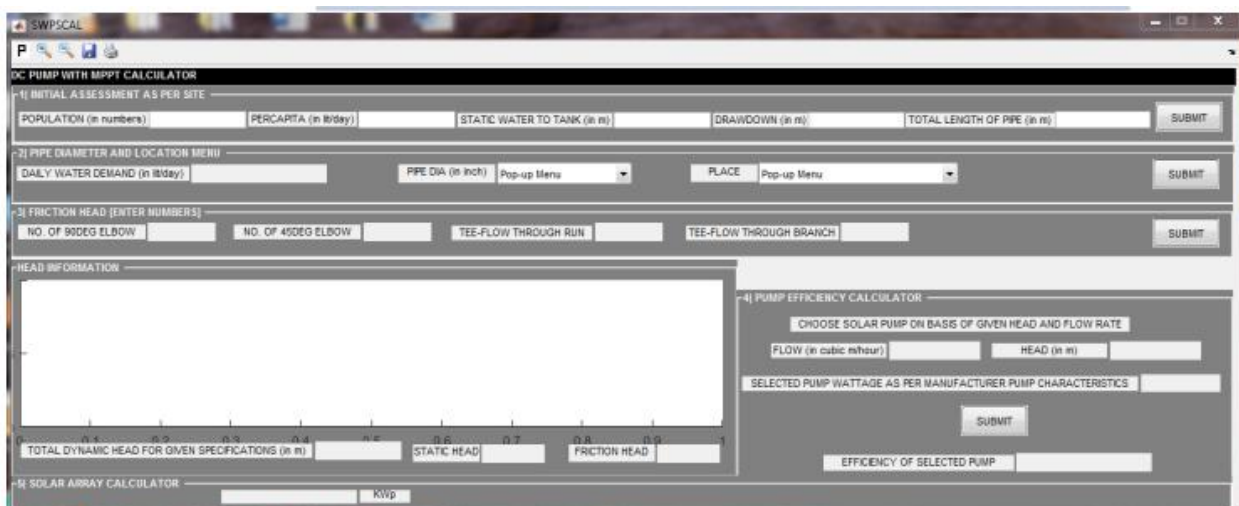 SWPSCAL
P
DC PUMP WITH MPPT CALCULATOR
1| INITIAL ASSESSMENT AS PER SITE
POPULATION (in numbers) PERCAPITA (in lit/day) STATIC WATER TO TANK (in m) DRAWDOWN (in m) TOTAL LENGTH OF PIPE (in m) SUBMIT
2| PIPE DIAMETER AND LOCATION MENU
DAILY WATER DEMAND (in lit/day) PIPE DIA (in inch) Pop-up Menu PLACE Pop-up Menu SUBMIT
3| FRICTION HEAD [ENTER NUMBERS]
NO. OF 90DEG ELBOW NO. OF 45DEG ELBOW TEE-FLOW THROUGH RUN TEE-FLOW THROUGH BRANCH SUBMIT
HEAD INFORMATION
0 0.1 0.2 0.3 0.4 0.5 0.6 0.7 0.8 0.9 1
TOTAL DYNAMIC HEAD FOR GIVEN SPECIFICATIONS (in m) STATIC HEAD FRICTION HEAD
4| PUMP EFFICIENCY CALCULATOR
CHOOSE SOLAR PUMP ON BASIS OF GIVEN HEAD AND FLOW RATE
FLOW (in cubic m/hour) HEAD (in m)
SELECTED PUMP WATTAGE AS PER MANUFACTURER PUMP CHARACTERISTICS
SUBMIT
EFFICIENCY OF SELECTED PUMP
5| SOLAR ARRAY CALCULATOR
KWp